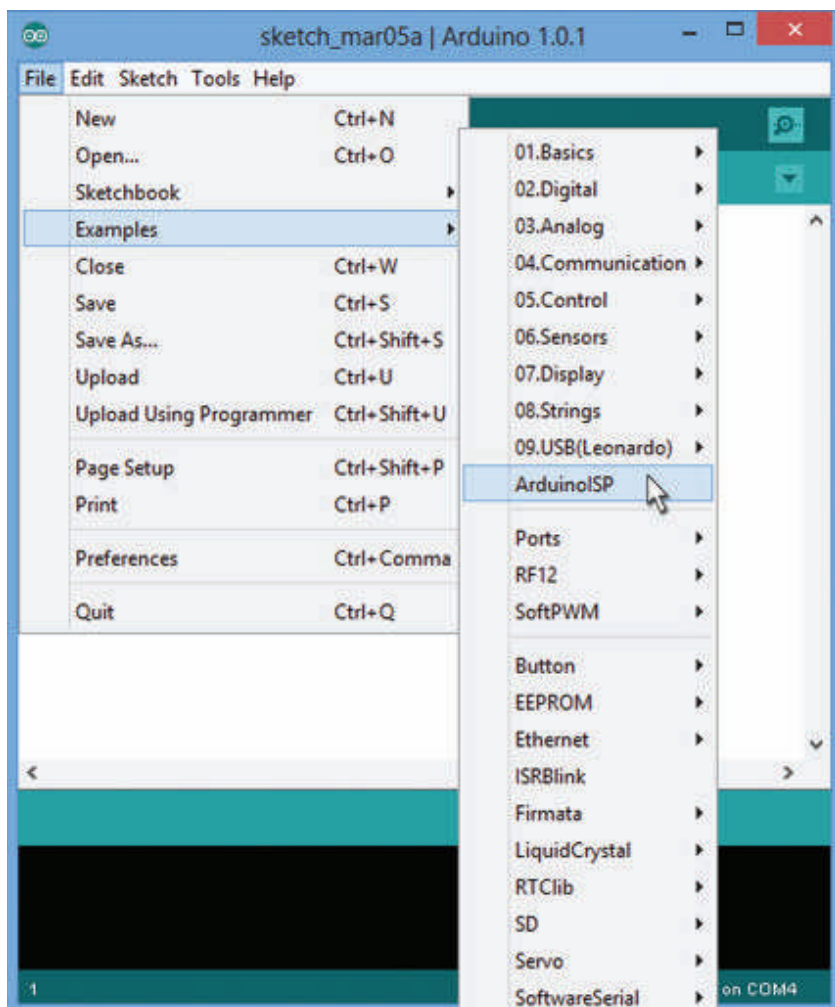 sketch_mar05a | Arduino 1.0.1
File Edit Sketch Tools Help
New Ctrl+N
Open... Ctrl+O
Sketchbook
Examples
Close Ctrl+W
Save Ctrl+S
Save As... Ctrl+Shift+S
Upload Ctrl+U
Upload Using Programmer Ctrl+Shift+U
Page Setup Ctrl+Shift+P
Print Ctrl+P
Preferences Ctrl+Comma
Quit Ctrl+Q
01.Basics
02.Digital
03.Analog
04.Communication
05.Control
06.Sensors
07.Display
08.Strings
09.USB(Leonardo)
ArduinoISP
Ports
RF12
SoftPWM
Button
EEPROM
Ethernet
ISRBlink
Firmata
LiquidCrystal
RTClib
SD
Servo
SoftwareSerial
1 on COM4